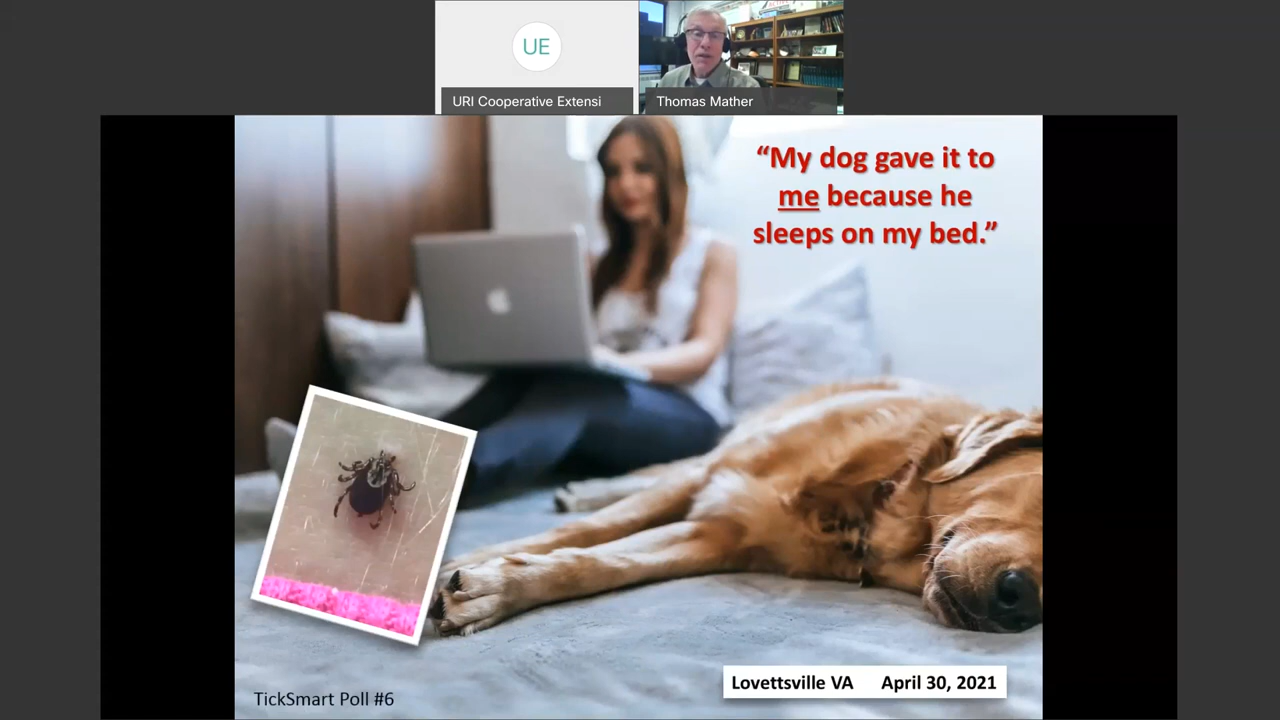 UE
URI Cooperative Extensi
Thomas Mather
“My dog gave it to
me because he
sleeps on my bed.”
Lovettsville VA April 30, 2021
TickSmart Poll #6